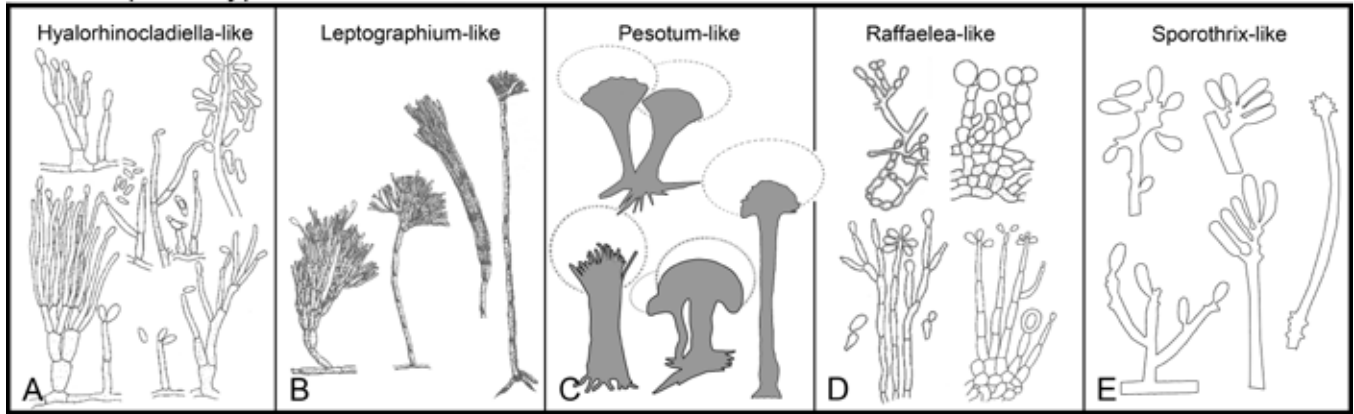 Hyalorhinocladiella-like
Leptographium-like
Pesotum-like
Raffaelea-like
Sporothrix-like
A
B
C
D
E